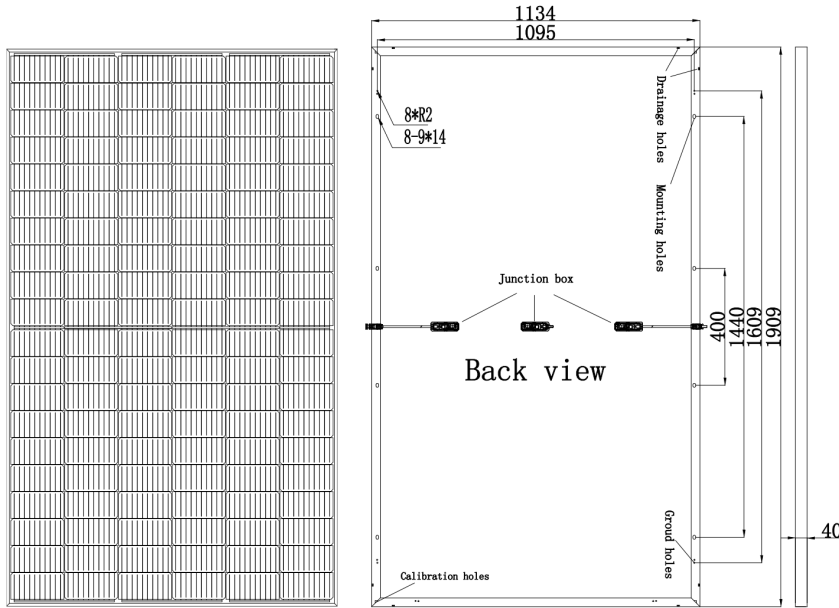 1134
1095
Drainage holes
8*R2
8-9*14
Mounting holes
Junction box
400
1440
1609
1909
Back view
40
Groud holes
Calibration holes